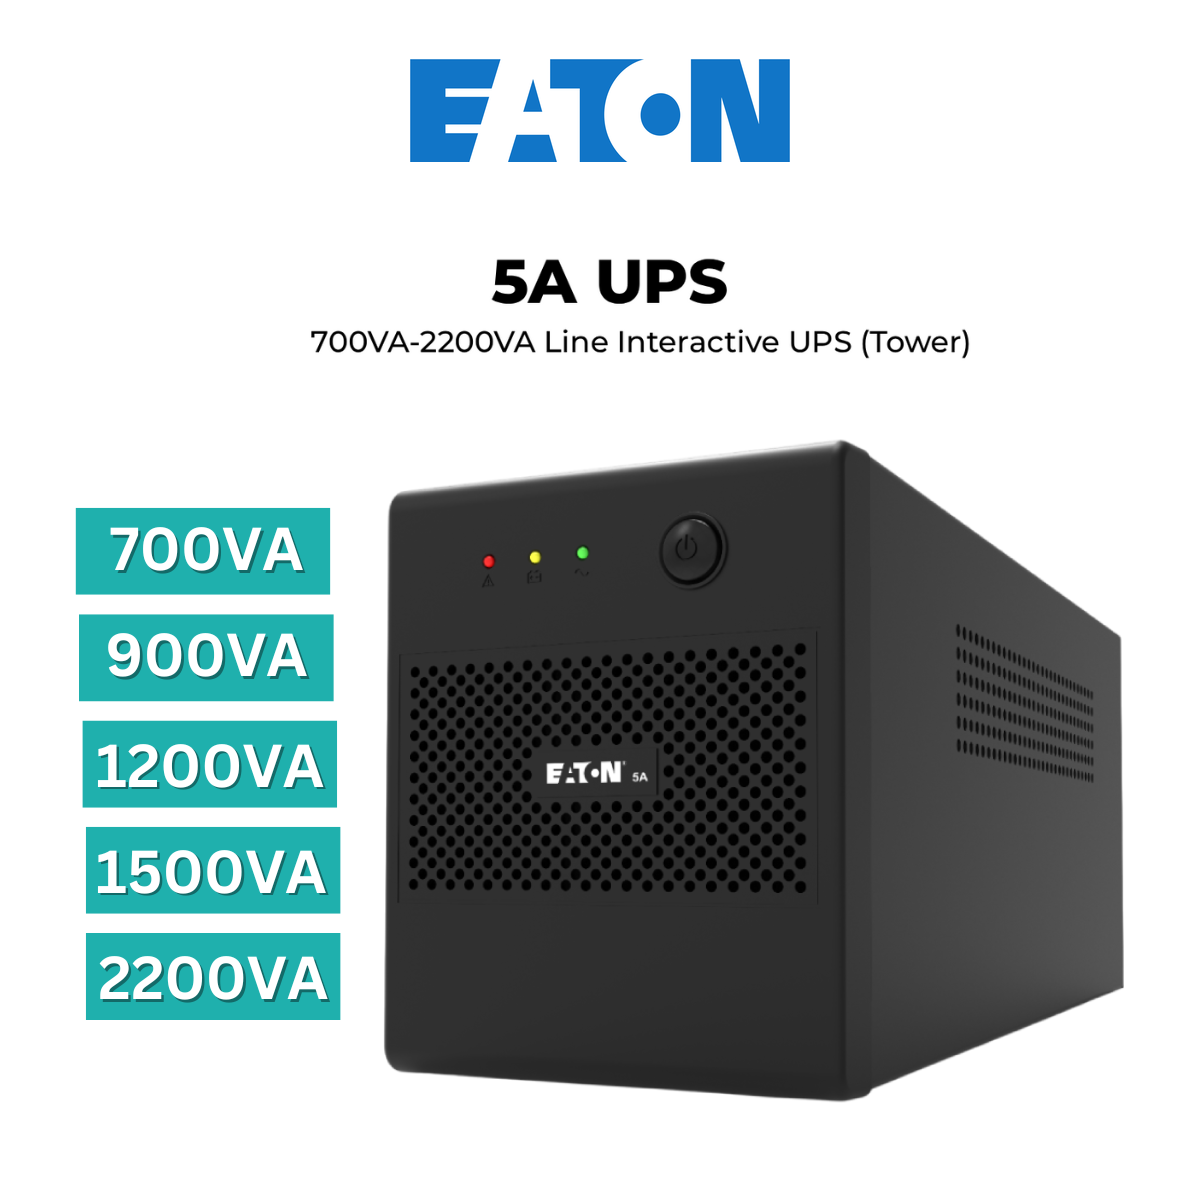 EATON
5A UPS
700VA-2200VA Line Interactive UPS (Tower)
700VA
900VA
1200VA
1500VA
2200VA
EATON 5A